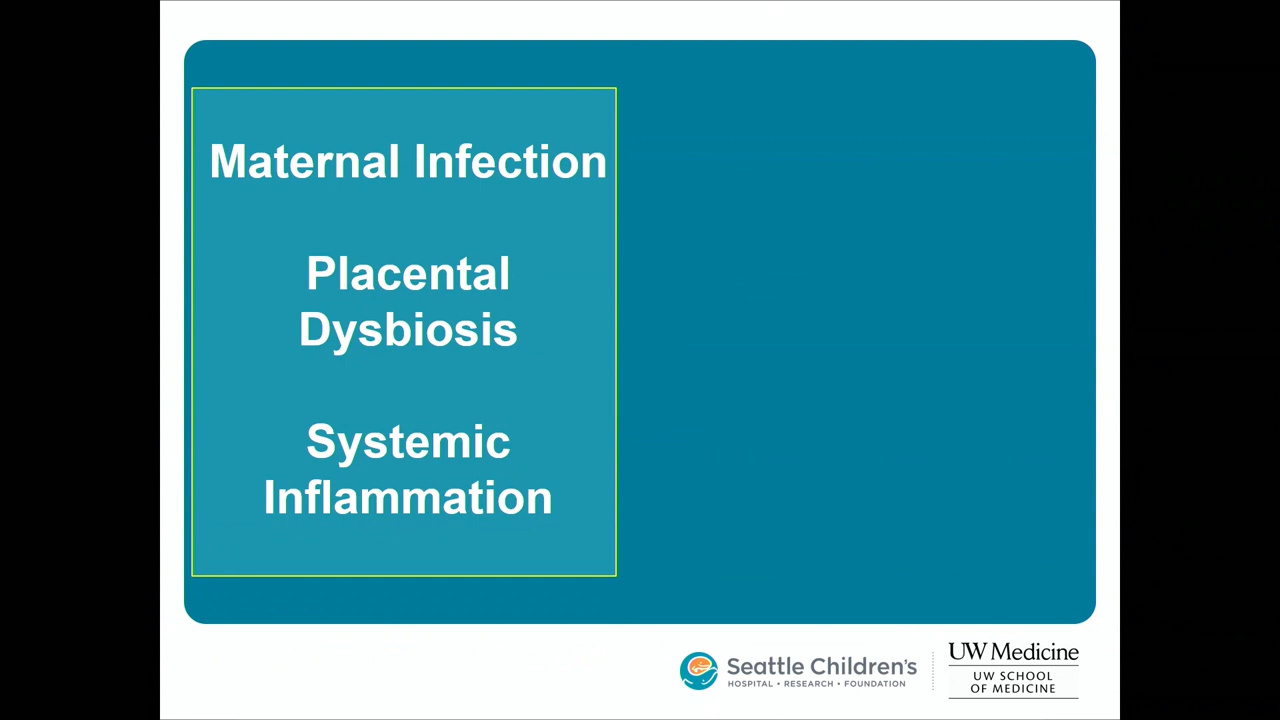 Maternal Infection
Placental
Dysbiosis
Systemic
Inflammation
Seattle Children's
HOSPITAL • RESEARCH • FOUNDATION
UW Medicine
UW SCHOOL
OF MEDICINE